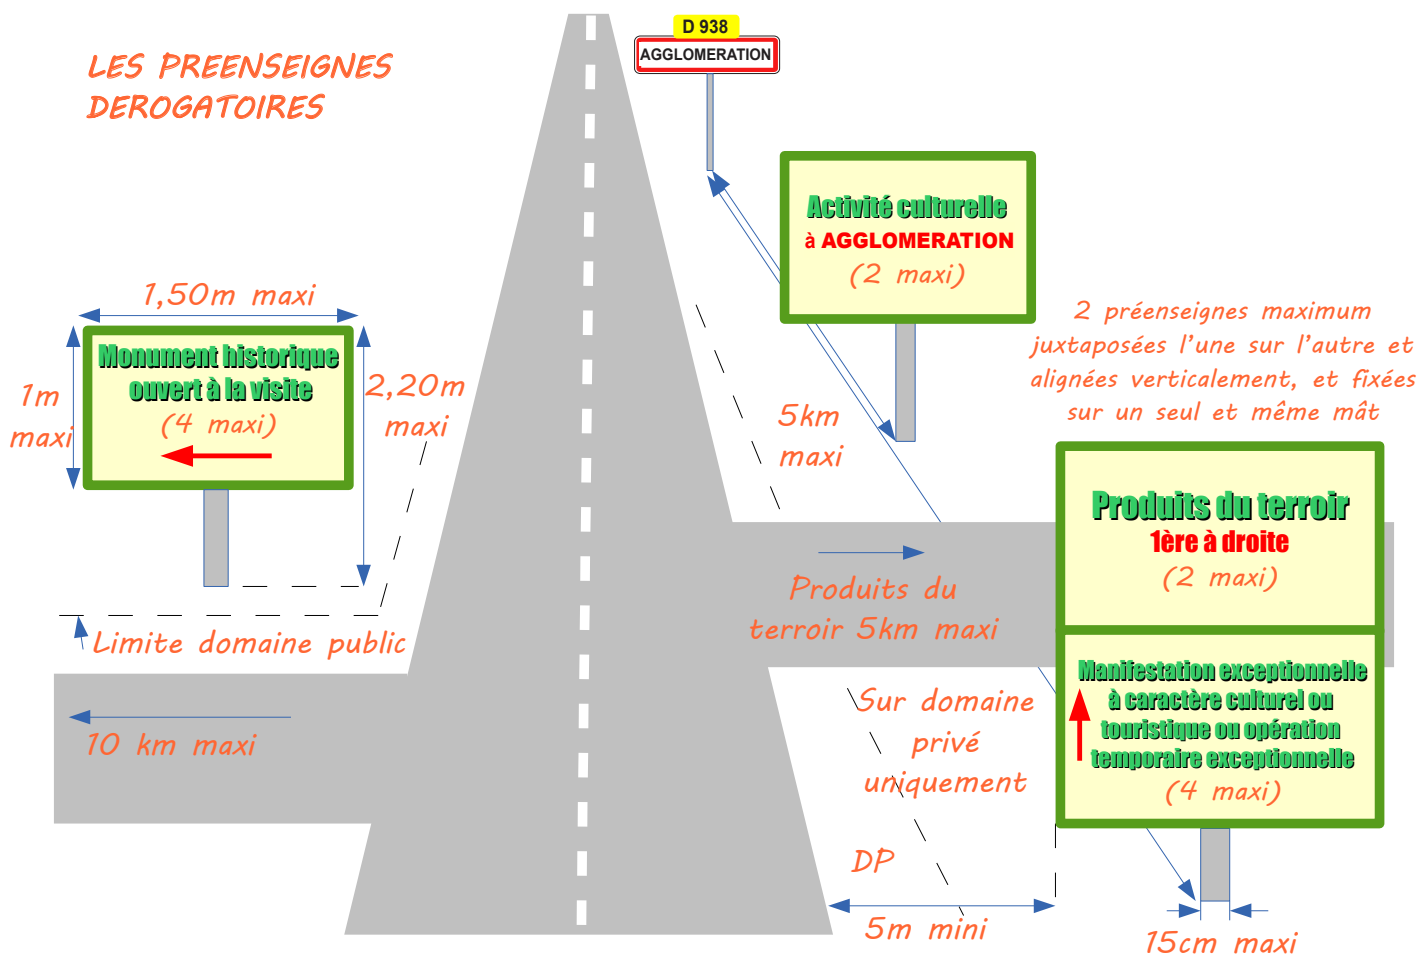 LES PREENSEIGNES
DEROGATOIRES
D 938
AGGLOMERATION
Activité culturelle
à AGGLOMERATION
(2 maxi)
1,50m maxi
Monument historique
ouvert à la visite
(4 maxi)
1m
maxi
2,20m
maxi
5km
maxi
2 préenseignes maximum
juxtaposées l'une sur l'autre et
alignées verticalement, et fixées
sur un seul et même mât
Produits du terroir
1ère à droite
(2 maxi)
Produits du
terroir 5km maxi
Limite domaine public
10 km maxi
Manifestation exceptionnelle
à caractère culturel ou
touristique ou opération
temporaire exceptionnelle
(4 maxi)
Sur domaine
privé
uniquement
DP
5m mini
15cm maxi